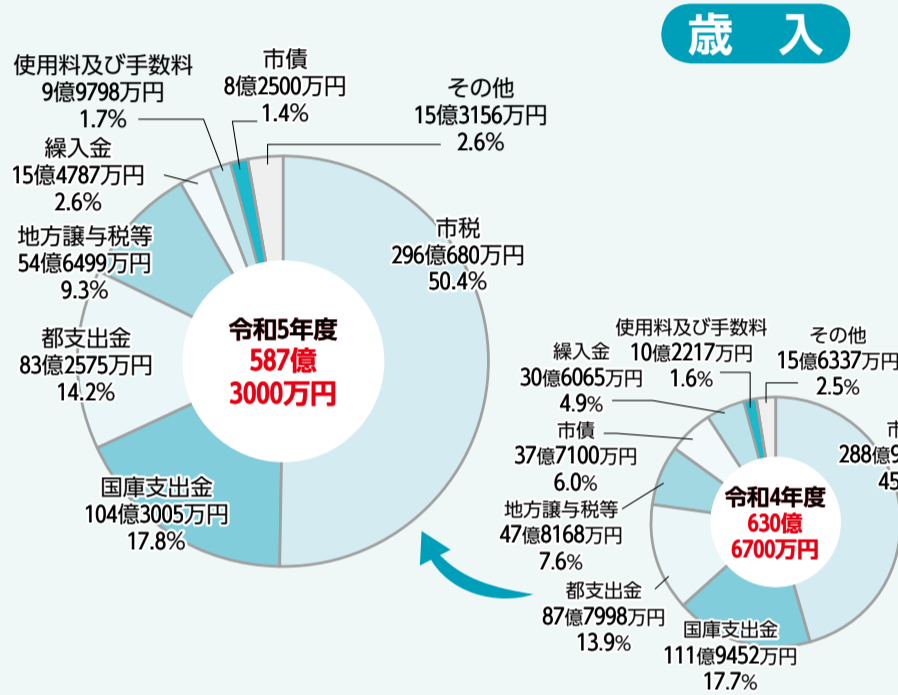 歳 入
使用料及び手数料
9億9798万円
1.7%
市債
8億2500万円
1.4%
その他
15億3156万円
2.6%
繰入金
15億4787万円
2.6%
地方譲与税等
54億6499万円
9.3%
都支出金
83億2575万円
14.2%
国庫支出金
104億3005万円
17.8%
市税
296億680万円
50.4%
令和5年度
587億
3000万円
使用料及び手数料
10億2217万円
1.6%
その他
15億6337万円
2.5%
繰入金
30億6065万円
4.9%
市債
37億7100万円
6.0%
地方譲与税等
47億8168万円
7.6%
都支出金
87億7998万円
13.9%
国庫支出金
111億9452万円
17.7%
市
288億9
45
令和4年度
630億
6700万円